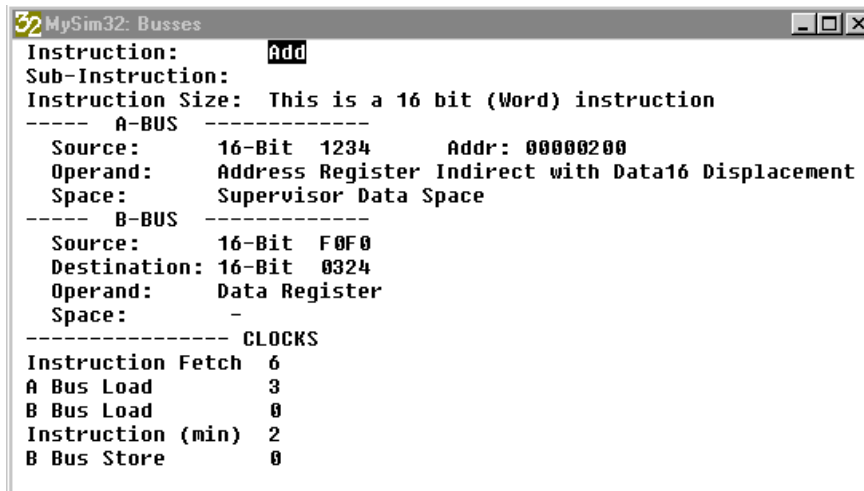 32 MySim32: Busses
Instruction: Add
Sub-Instruction:
Instruction Size: This is a 16 bit (Word) instruction
----- A-BUS --------------
Source: 16-Bit 1234 Addr: 00000200
Operand: Address Register Indirect with Data16 Displacement
Space: Supervisor Data Space
----- B-BUS --------------
Source: 16-Bit F0F0
Destination: 16-Bit 0324
Operand: Data Register
Space: -
----------------- CLOCKS
Instruction Fetch 6
A Bus Load 3
B Bus Load 0
Instruction (min) 2
B Bus Store 0